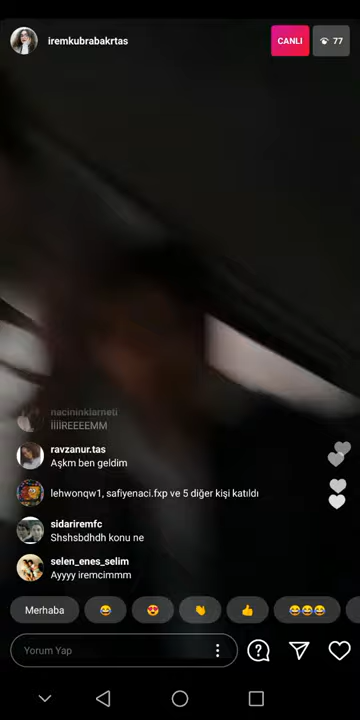 iremkubrabakrtas
CANLI
77
nacininklarneti
İİİİREEEEMM
ravzanur.tas
Aşkm ben geldim
lehwonqw1, safiyenaci.fxp ve 5 diğer kişi katıldı
sidariremfc
Shshsbdhdh konu ne
selen_enes_selim
Ayyyy iremcimmm
Merhaba
Yorum Yap